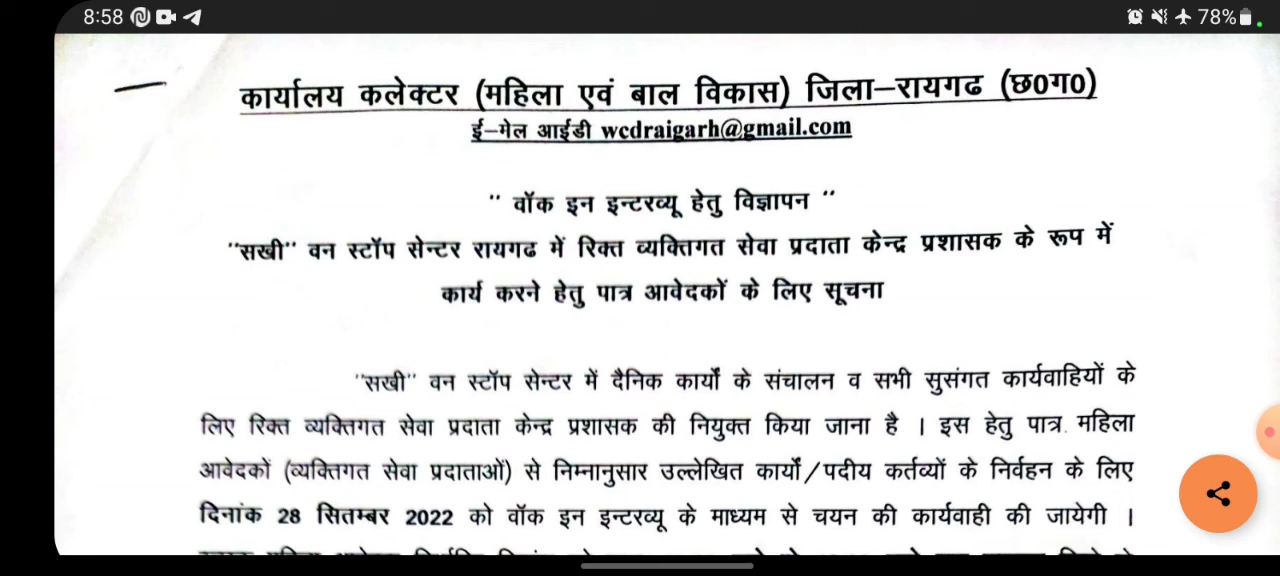 8:58 78%
कार्यालय कलेक्टर (महिला एवं बाल विकास) जिला–रायगढ (छ0ग0)
ई–मेल आईडी wcdraigarh@gmail.com
" वॉक इन इन्टरव्यू हेतु विज्ञापन "
"सखी" वन स्टॉप सेन्टर रायगढ में रिक्त व्यक्तिगत सेवा प्रदाता केन्द्र प्रशासक के रूप में
कार्य करने हेतु पात्र आवेदकों के लिए सूचना
"सखी" वन स्टॉप सेन्टर में दैनिक कार्यों के संचालन व सभी सुसंगत कार्यवाहियों के
लिए रिक्त व्यक्तिगत सेवा प्रदाता केन्द्र प्रशासक की नियुक्त किया जाना है । इस हेतु पात्र महिला
आवेदकों (व्यक्तिगत सेवा प्रदाताओं) से निम्नानुसार उल्लेखित कार्यों/पदीय कर्तव्यों के निर्वहन के लिए
दिनांक 28 सितम्बर 2022 को वॉक इन इन्टरव्यू के माध्यम से चयन की कार्यवाही की जायेगी ।